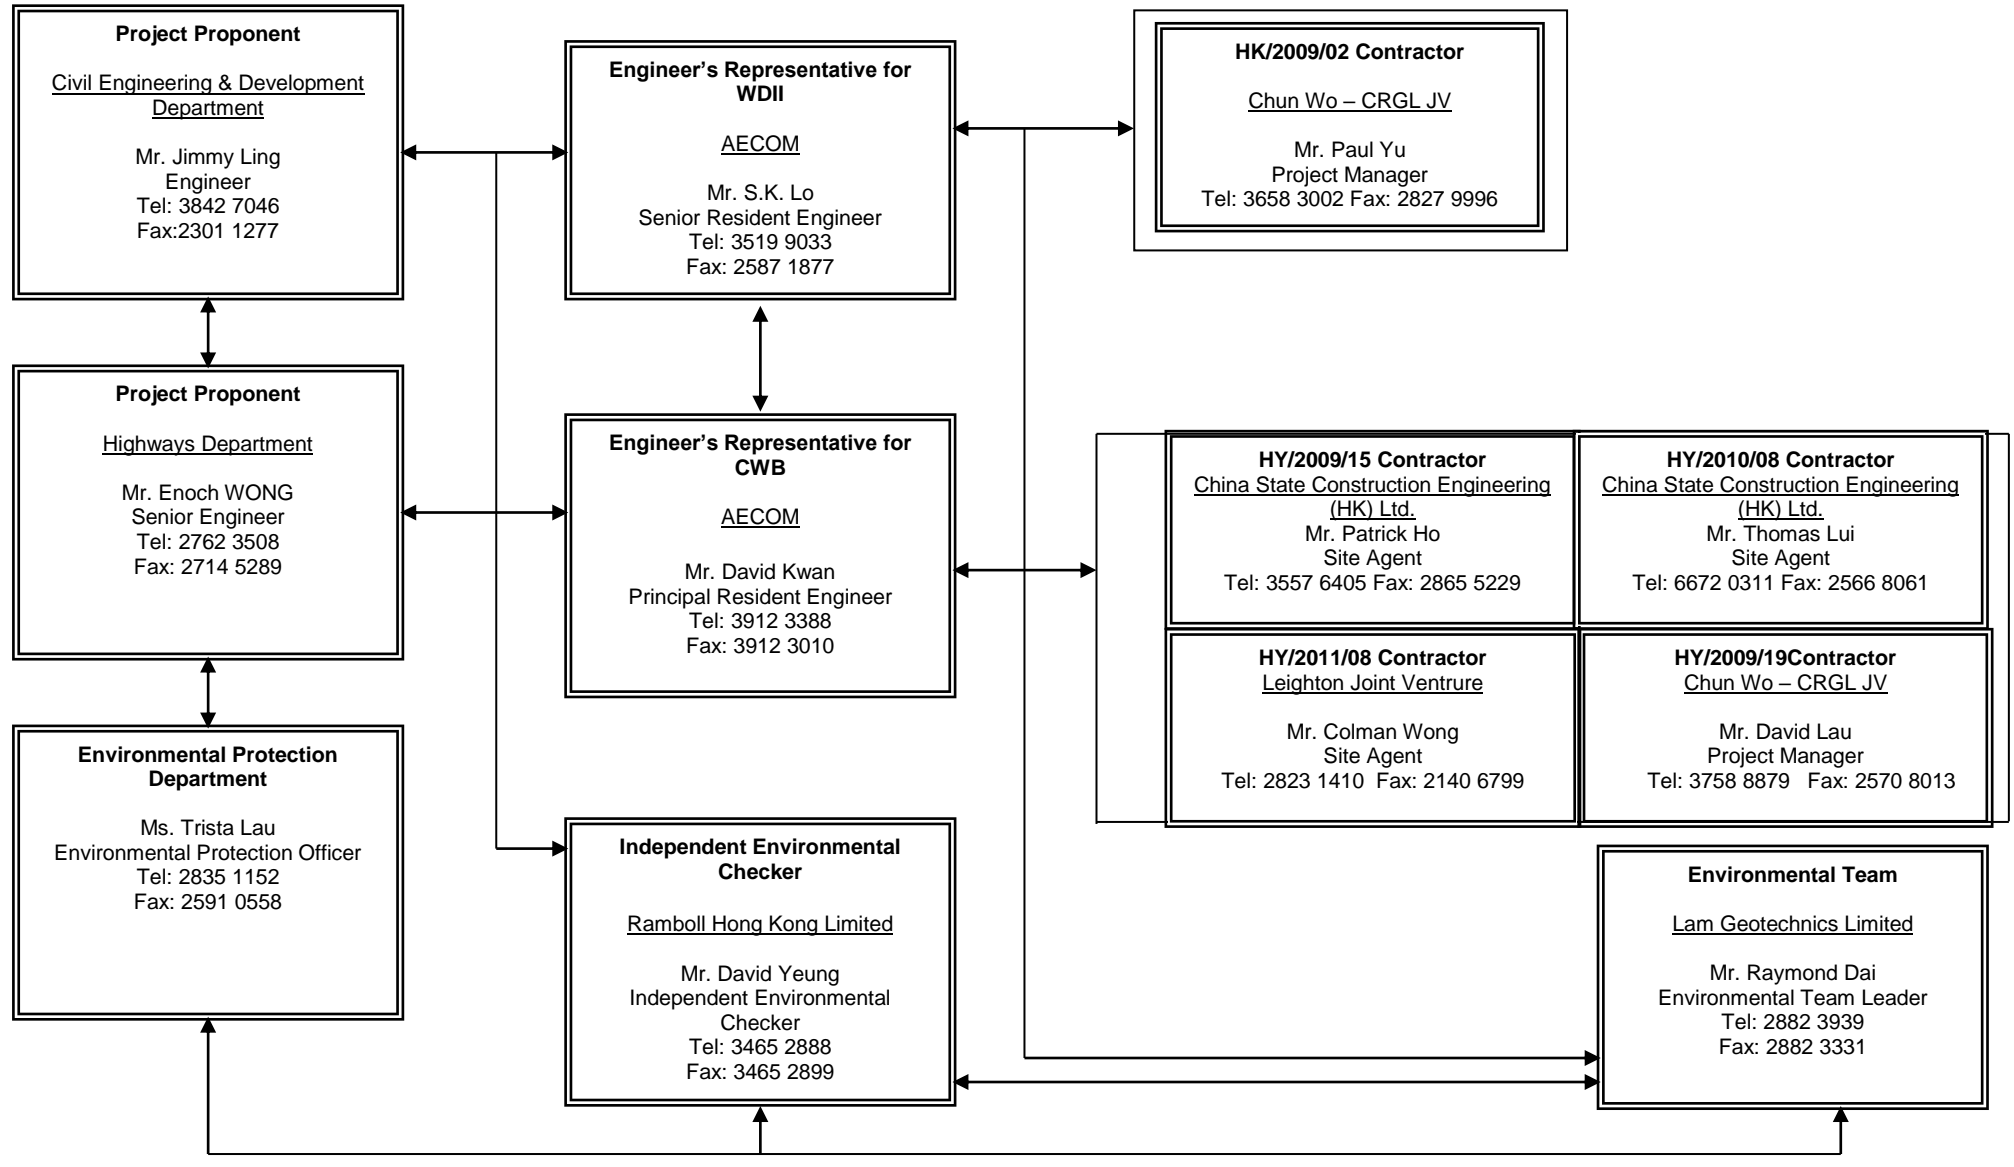 Project Proponent
Civil Engineering & Development
Department
Mr. Jimmy Ling
Engineer
Tel: 3842 7046
Fax:2301 1277
Engineer's Representative for
WDII
AECOM
Mr. S.K. Lo
Senior Resident Engineer
Tel: 3519 9033
Fax: 2587 1877
HK/2009/02 Contractor
Chun Wo – CRGL JV
Mr. Paul Yu
Project Manager
Tel: 3658 3002 Fax: 2827 9996
Project Proponent
Highways Department
Mr. Enoch WONG
Senior Engineer
Tel: 2762 3508
Fax: 2714 5289
Engineer's Representative for
CWB
AECOM
Mr. David Kwan
Principal Resident Engineer
Tel: 3912 3388
Fax: 3912 3010
HY/2009/15 Contractor
China State Construction Engineering
(HK) Ltd.
Mr. Patrick Ho
Site Agent
Tel: 3557 6405 Fax: 2865 5229
HY/2010/08 Contractor
China State Construction Engineering
(HK) Ltd.
Mr. Thomas Lui
Site Agent
Tel: 6672 0311 Fax: 2566 8061
HY/2011/08 Contractor
Leighton Joint Ventrure
Mr. Colman Wong
Site Agent
Tel: 2823 1410  Fax: 2140 6799
HY/2009/19Contractor
Chun Wo – CRGL JV
Mr. David Lau
Project Manager
Tel: 3758 8879   Fax: 2570 8013
Environmental Protection
Department
Ms. Trista Lau
Environmental Protection Officer
Tel: 2835 1152
Fax: 2591 0558
Independent Environmental
Checker
Ramboll Hong Kong Limited
Mr. David Yeung
Independent Environmental
Checker
Tel: 3465 2888
Fax: 3465 2899
Environmental Team
Lam Geotechnics Limited
Mr. Raymond Dai
Environmental Team Leader
Tel: 2882 3939
Fax: 2882 3331